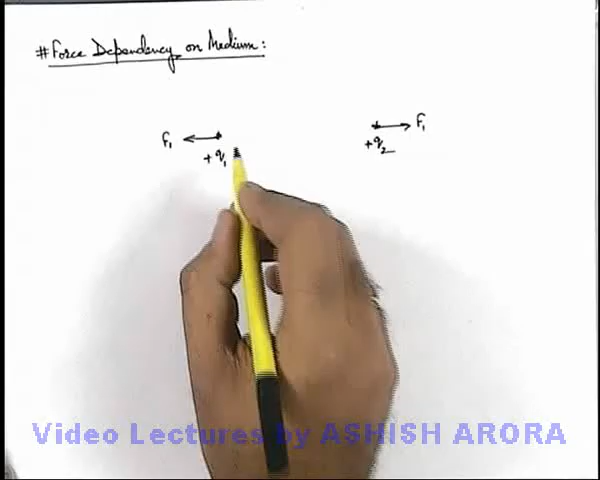 # Force Dependency on Medium:
F₁ F₁
+q₁ +q₂
Video Lectures by ASHISH ARORA